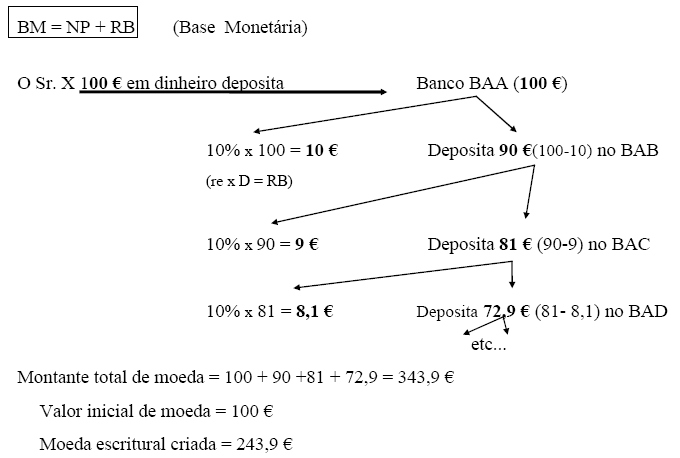 BM = NP + RB (Base Monetária)
O Sr. X 100 € em dinheiro deposita Banco BAA (100 €)
10% x 100 = 10 € Deposita 90 €(100-10) no BAB
(re x D = RB)
10% x 90 = 9 € Deposita 81 € (90-9) no BAC
10% x 81 = 8,1 € Deposita 72,9 € (81- 8,1) no BAD
etc...
Montante total de moeda = 100 + 90 +81 + 72,9 = 343,9 €
Valor inicial de moeda = 100 €
Moeda escritural criada = 243,9 €